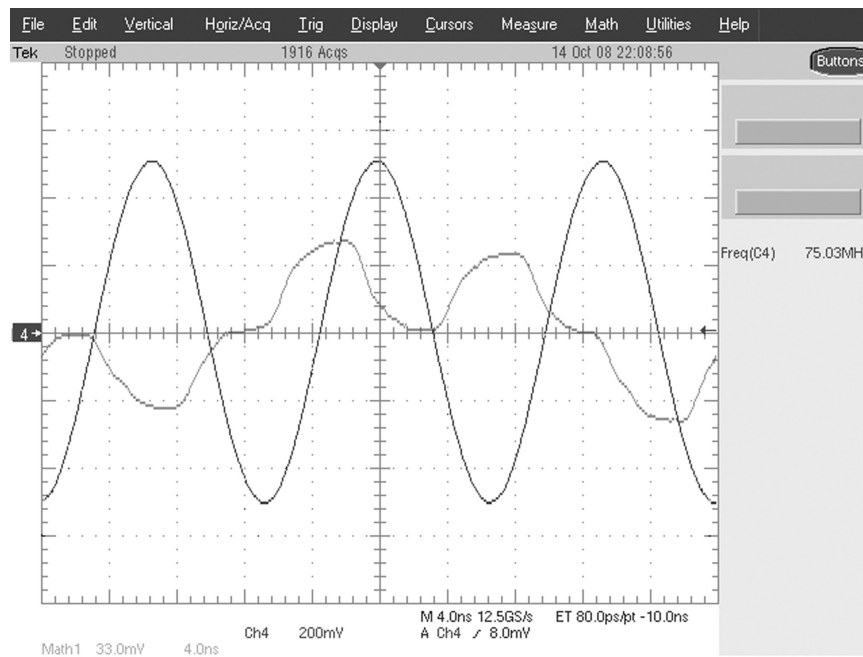 File Edit Vertical Horiz/Acq Trig Display Cursors Measure Math Utilities Help
Tek Stopped 1916 Acqs 14 Oct 08 22:08:56
Buttons
Freq(C4) 75.03MH
4
M 4.0ns 12.5GS/s ET 80.0ps/pt -10.0ns
Ch4 200mV A Ch4 / 8.0mV
Math1 33.0mV 4.0ns